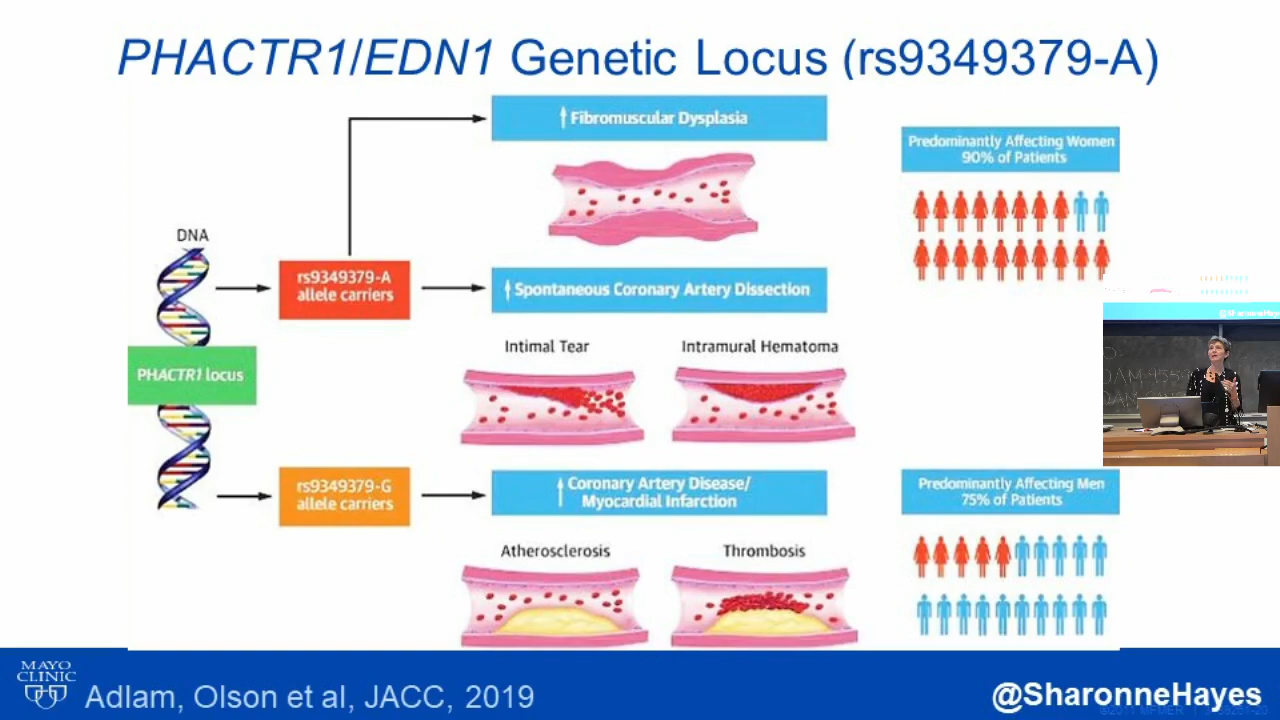 PHACTR1/EDN1 Genetic Locus (rs9349379-A)
Fibromuscular Dysplasia
Predominantly Affecting Women
90% of Patients
DNA
rs9349379-A
allele carriers
Spontaneous Coronary Artery Dissection
Intimal Tear
Intramural Hematoma
PHACTR1 locus
rs9349379-G
allele carriers
Coronary Artery Disease/
Myocardial Infarction
Predominantly Affecting Men
75% of Patients
Atherosclerosis
Thrombosis
MAYO
CLINIC
Adlam, Olson et al, JACC, 2019
@SharonneHayes